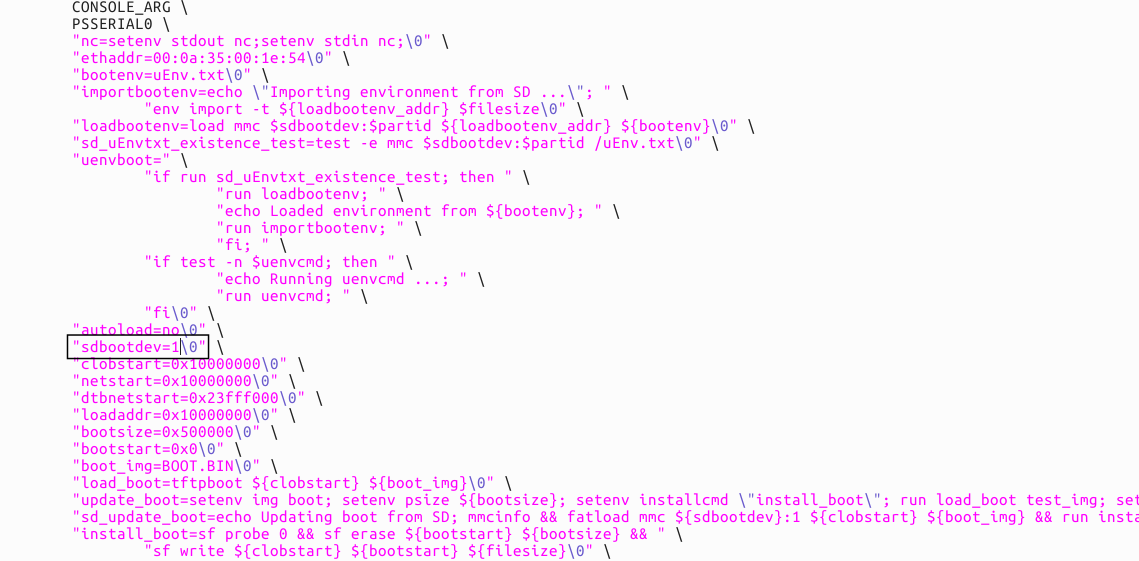 CONSOLE_ARG \
PSSERIAL0 \
"nc=setenv stdout nc;setenv stdin nc;\0" \
"ethaddr=00:0a:35:00:1e:54\0" \
"bootenv=uEnv.txt\0" \
"importbootenv=echo \"Importing environment from SD ...\"; " \
"env import -t ${loadbootenv_addr} $filesize\0" \
"loadbootenv=load mmc $sdbootdev:$partid ${loadbootenv_addr} ${bootenv}\0" \
"sd_uEnvtxt_existence_test=test -e mmc $sdbootdev:$partid /uEnv.txt\0" \
"uenvboot=" \
"if run sd_uEnvtxt_existence_test; then " \
"run loadbootenv; " \
"echo Loaded environment from ${bootenv}; " \
"run importbootenv; " \
"fi; " \
"if test -n $uenvcmd; then " \
"echo Running uenvcmd ...; " \
"run uenvcmd; " \
"fi\0" \
"autoload=no\0" \
"sdbootdev=1\0" \
"clobstart=0x10000000\0" \
"netstart=0x10000000\0" \
"dtbnetstart=0x23fff000\0" \
"loadaddr=0x10000000\0" \
"bootsize=0x500000\0" \
"bootstart=0x0\0" \
"boot_img=BOOT.BIN\0" \
"load_boot=tftpboot ${clobstart} ${boot_img}\0" \
"update_boot=setenv img boot; setenv psize ${bootsize}; setenv installcmd \"install_boot\"; run load_boot test_img; set
"sd_update_boot=echo Updating boot from SD; mmcinfo && fatload mmc ${sdbootdev}:1 ${clobstart} ${boot_img} && run insta
"install_boot=sf probe 0 && sf erase ${bootstart} ${bootsize} && " \
"sf write ${clobstart} ${bootstart} ${filesize}\0" \